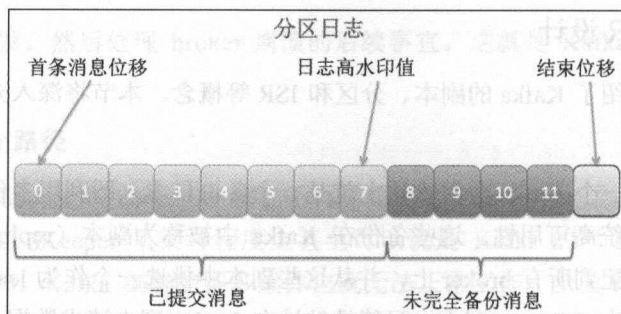 分区日志
首条消息位移 日志高水印值 结束位移
0 1 2 3 4 5 6 7 8 9 10 11
已提交消息 未完全备份消息